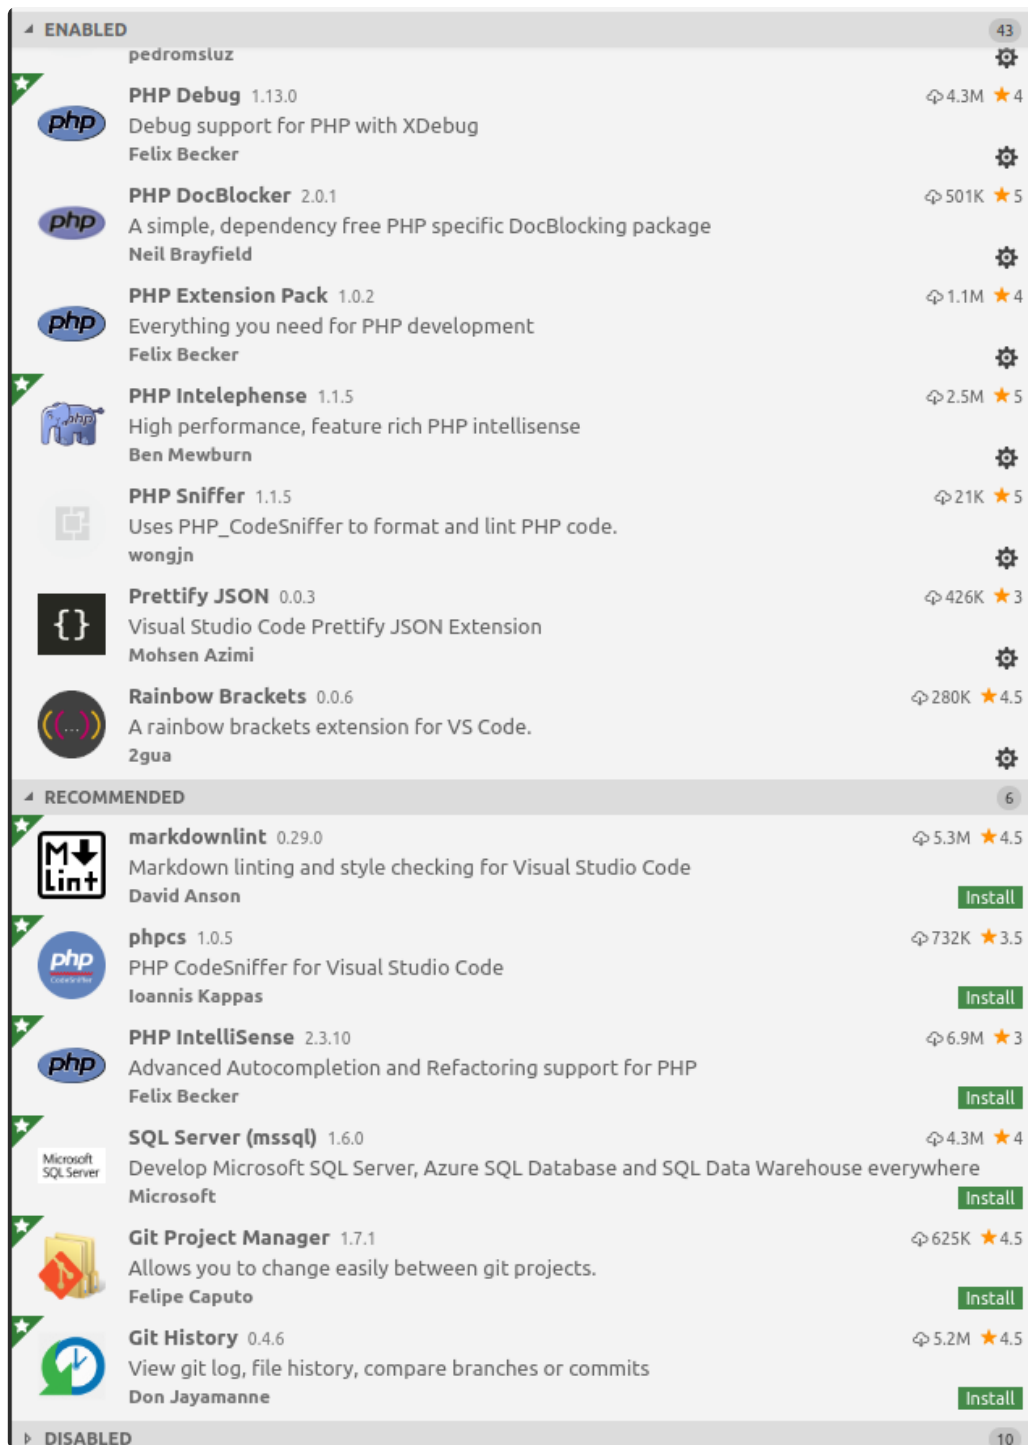 ENABLED 43
pedromsluz
PHP Debug 1.13.0 4.3M 4
php
Debug support for PHP with XDebug
Felix Becker
PHP DocBlocker 2.0.1 501K 5
php
A simple, dependency free PHP specific DocBlocking package
Neil Brayfield
PHP Extension Pack 1.0.2 1.1M 4
php
Everything you need for PHP development
Felix Becker
PHP Intelephense 1.1.5 2.5M 5
php
High performance, feature rich PHP intellisense
Ben Mewburn
PHP Sniffer 1.1.5 21K 5
Uses PHP_CodeSniffer to format and lint PHP code.
wongjn
Prettify JSON 0.0.3 426K 3
{}
Visual Studio Code Prettify JSON Extension
Mohsen Azimi
Rainbow Brackets 0.0.6 280K 4.5
((...))
A rainbow brackets extension for VS Code.
2gua
RECOMMENDED 6
markdownlint 0.29.0 5.3M 4.5
M
Lint
Markdown linting and style checking for Visual Studio Code
David Anson Install
phpcs 1.0.5 732K 3.5
php
CodeSniffer
PHP CodeSniffer for Visual Studio Code
Ioannis Kappas Install
PHP IntelliSense 2.3.10 6.9M 3
php
Advanced Autocompletion and Refactoring support for PHP
Felix Becker Install
SQL Server (mssql) 1.6.0 4.3M 4
Microsoft
SQL Server
Develop Microsoft SQL Server, Azure SQL Database and SQL Data Warehouse everywhere
Microsoft Install
Git Project Manager 1.7.1 625K 4.5
Allows you to change easily between git projects.
Felipe Caputo Install
Git History 0.4.6 5.2M 4.5
View git log, file history, compare branches or commits
Don Jayamanne Install
DISABLED 10